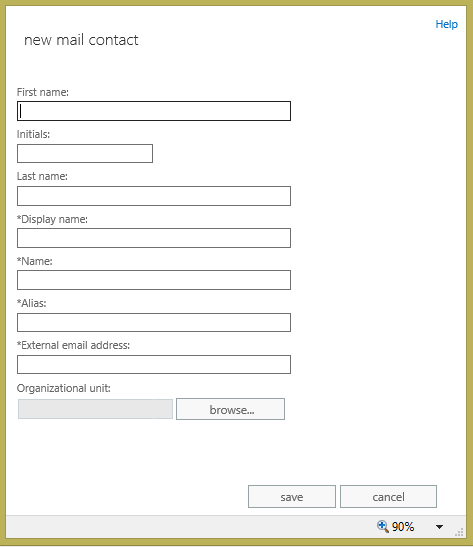 Help
new mail contact
First name:
Initials:
Last name:
*Display name:
*Name:
*Alias:
*External email address:
Organizational unit:
browse...
save cancel
90%